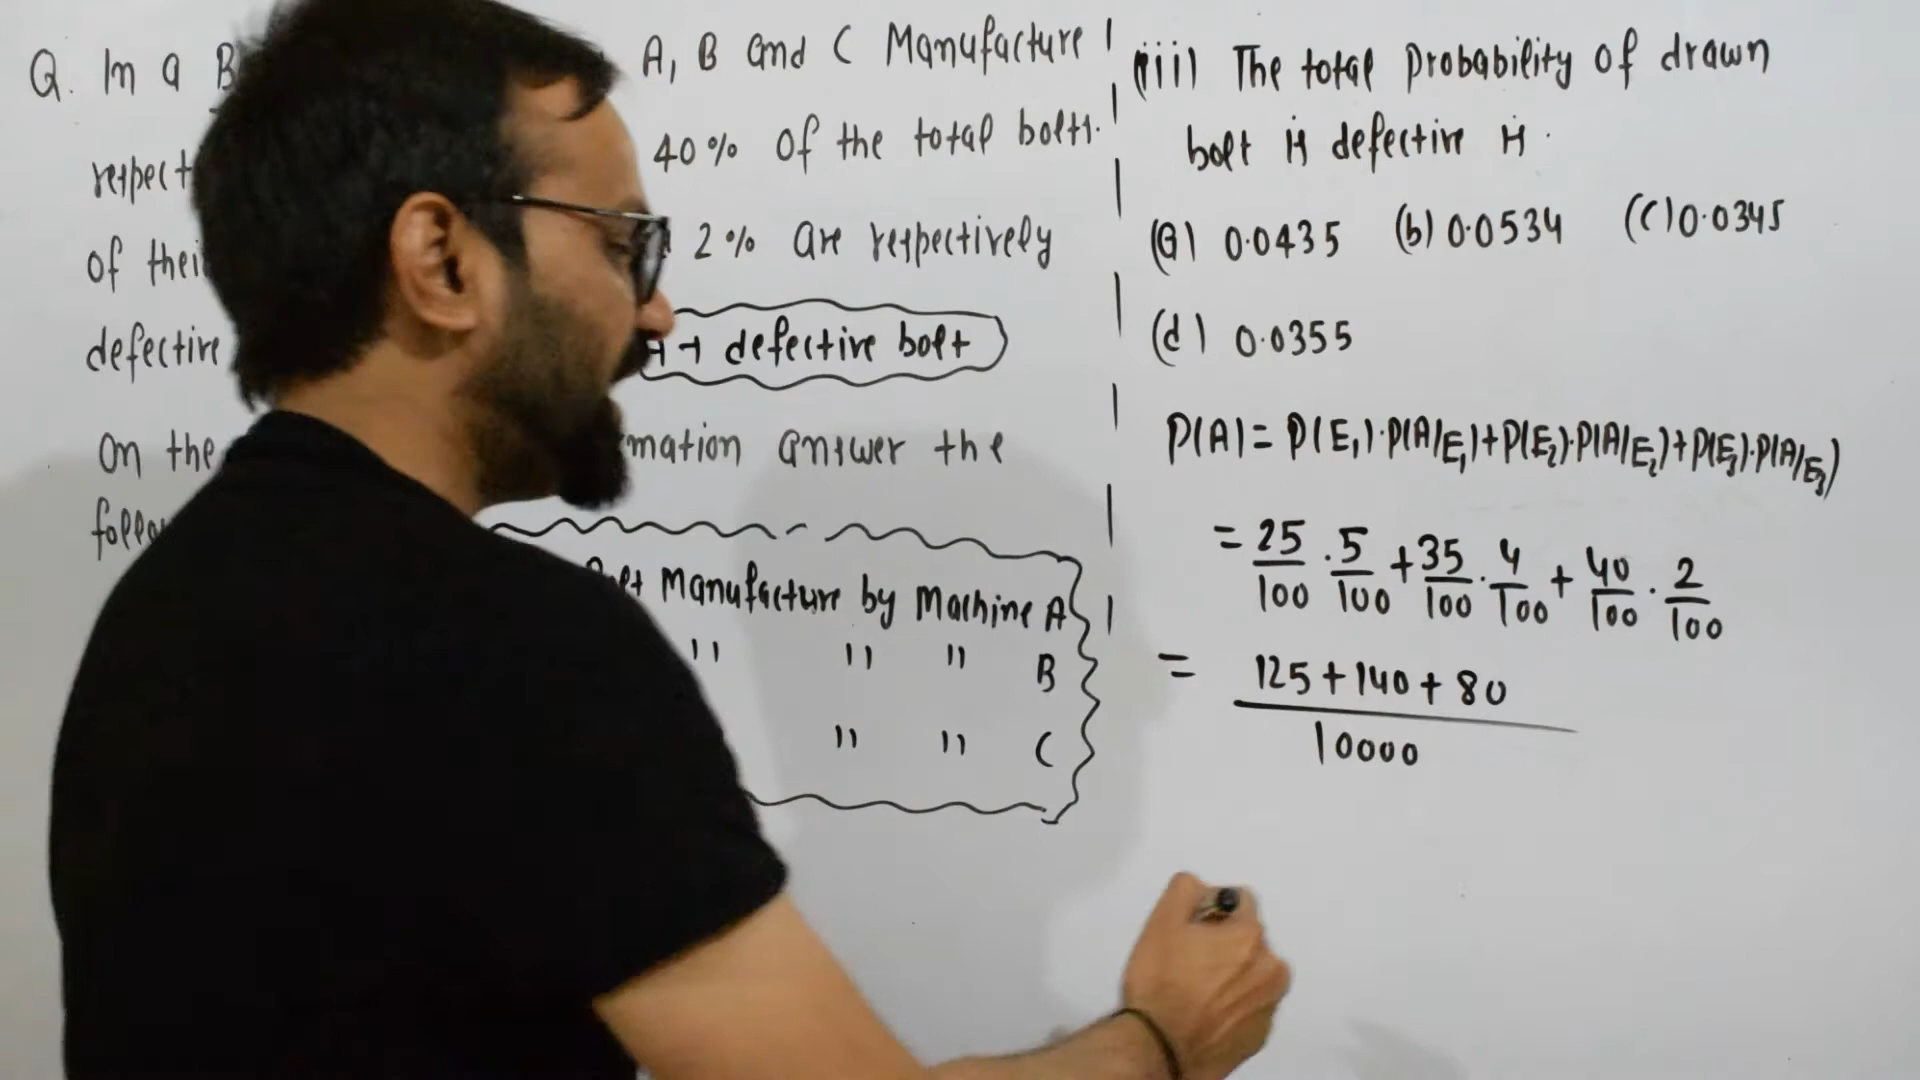 Q. In a B A, B and C Manufacture
respect 40% of the total bolts.
of thei 2% are respectively
defective A → defective bolt
On the mation answer the
follo
Manufacture by Machine A
" " " B
" " C
(iii) The total probability of drawn
bolt is defective is .
(a) 0.0435 (b) 0.0534 (c) 0.0345
(d) 0.0355
P(A) = P(E₁)·P(A/E₁)+P(E₂)·P(A/E₂)+P(E₃)·P(A/E₃)
= 25/100 · 5/100 + 35/100 · 4/100 + 40/100 · 2/100
= 125+140+80
10000